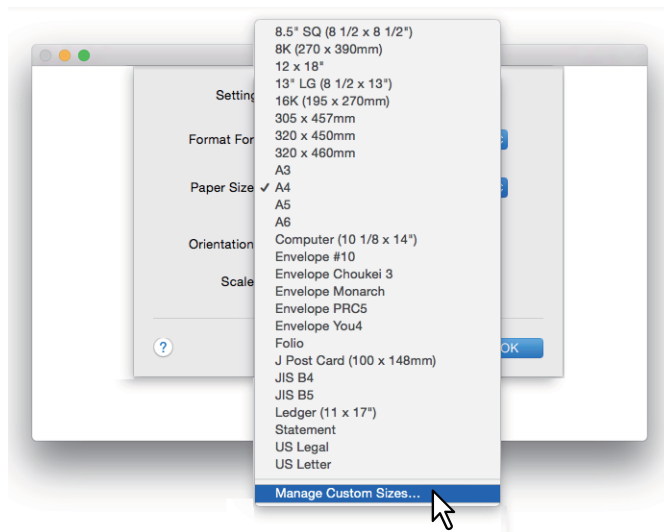 8.5" SQ (8 1/2 x 8 1/2")
8K (270 x 390mm)
12 x 18"
13" LG (8 1/2 x 13")
Setting
16K (195 x 270mm)
305 x 457mm
Format For
320 x 450mm
320 x 460mm
A3
Paper Size ✓ A4
A5
A6
Orientation
Computer (10 1/8 x 14")
Envelope #10
Scale
Envelope Choukei 3
Envelope Monarch
Envelope PRC5
Envelope You4
? Folio OK
J Post Card (100 x 148mm)
JIS B4
JIS B5
Ledger (11 x 17")
Statement
US Legal
US Letter
Manage Custom Sizes...